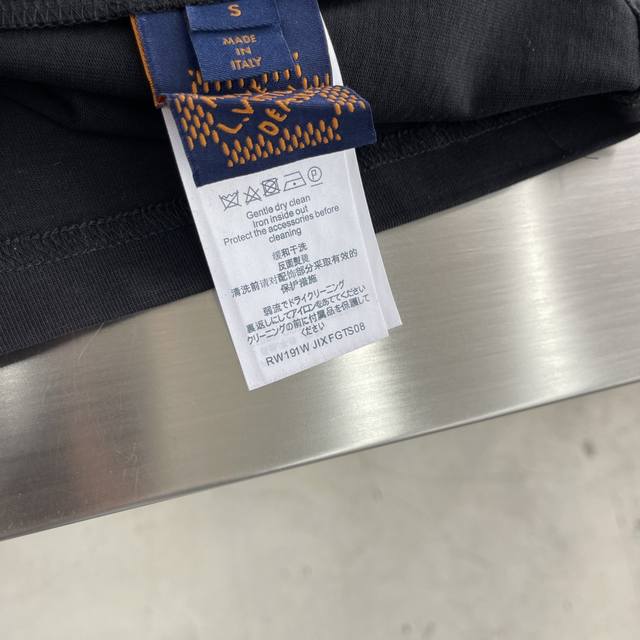 S
MADE
IN
ITALY
Gentle dry clean
Iron inside out
Protect the accessories before
cleaning
缓和干洗
反面熨烫
清洗前请对配饰部分采取有效的
保护措施
弱流でドライクリーニング
裏返しにしてアイロンをあててください
クリーニングの前に付属品を保護して
ください
RW191W JIXFGTS08